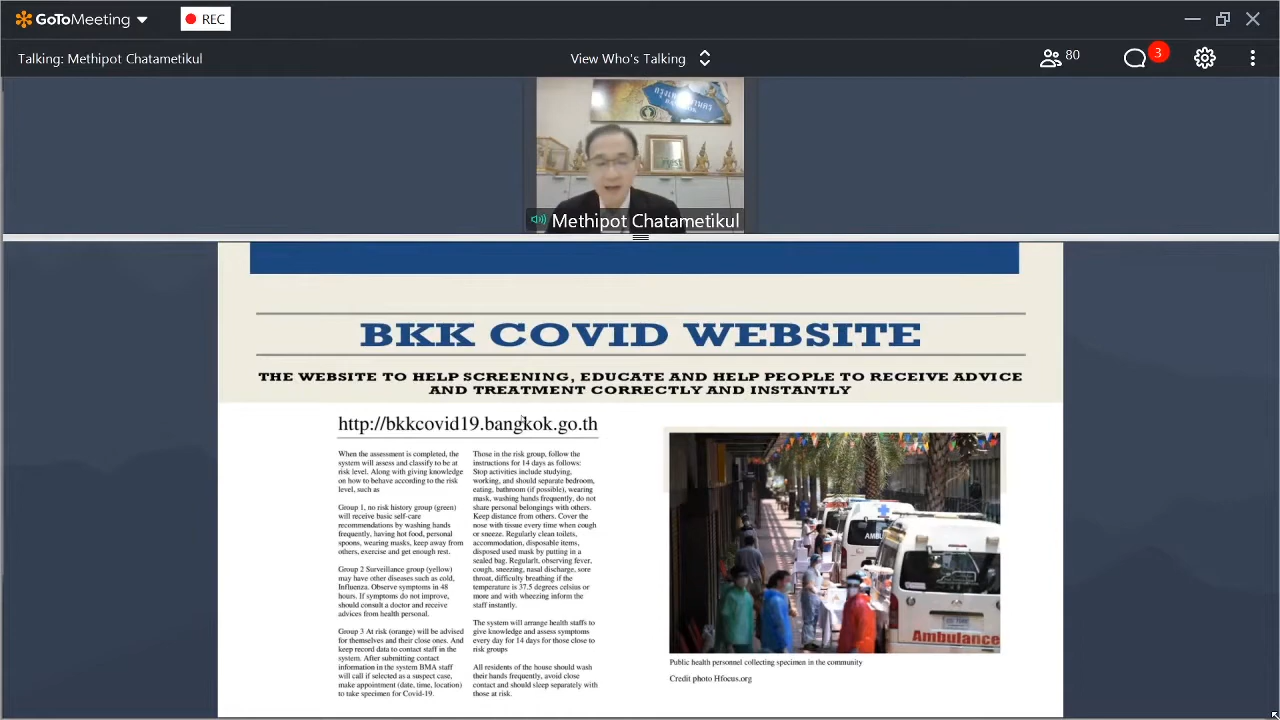 GoToMeeting
REC
Talking: Methipot Chatametikul
View Who's Talking
80
3
กรุงเทพมหานคร
BANGKOK
Methipot Chatametikul
BKK COVID WEBSITE
THE WEBSITE TO HELP SCREENING, EDUCATE AND HELP PEOPLE TO RECEIVE ADVICE
AND TREATMENT CORRECTLY AND INSTANTLY
http://bkkcovid19.bangkok.go.th
When the assessment is completed, the
system will assess and classify to be at
risk level. Along with giving knowledge
on how to behave according to the risk
level, such as
Group 1, no risk history group (green)
will receive basic self-care
recommendations by washing hands
frequently, having hot food, personal
spoons, wearing masks, keep away from
others, exercise and get enough rest.
Group 2 Surveillance group (yellow)
may have other diseases such as cold,
Influenza. Observe symptoms in 48
hours. If symptoms do not improve,
should consult a doctor and receive
advices from health personal.
Group 3 At risk (orange) will be advised
for themselves and their close ones. And
keep record data to contact staff in the
system. After submitting contact
information in the system BMA staff
will call if selected as a suspect case,
make appointment (date, time, location)
to take specimen for Covid-19.
Those in the risk group, follow the
instructions for 14 days as follows:
Stop activities include studying,
working, and should separate bedroom,
eating, bathroom (if possible), wearing
mask, washing hands frequently, do not
share personal belongings with others.
Keep distance from others. Cover the
nose with tissue every time when cough
or sneeze. Regularly clean toilets,
accommodation, disposable items,
disposed used mask by putting in a
sealed bag. Regularlt, observing fever,
cough, sneezing, nasal discharge, sore
throat, difficulty breathing if the
temperature is 37.5 degrees celsius or
more and with wheezing inform the
staff instantly.
The system will arrange health staffs to
give knowledge and assess symptoms
every day for 14 days for those close to
risk groups
All residents of the house should wash
their hands frequently, avoid close
contact and should sleep separately with
those at risk.
Ambulance
Public health personnel collecting specimen in the community
Credit photo Hfocus.org